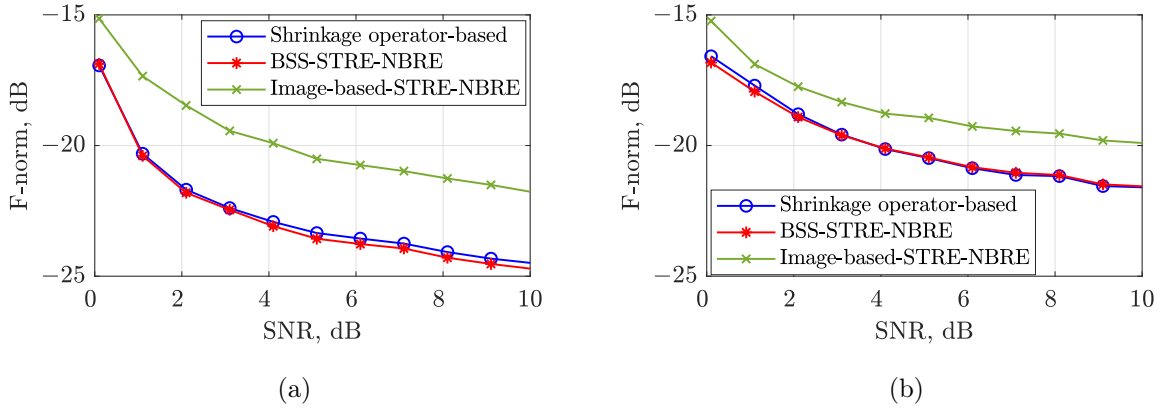 −15
−20
−25
F-norm, dB
0 2 4 6 8 10
SNR, dB
Shrinkage operator-based
BSS-STRE-NBRE
Image-based-STRE-NBRE
(a)
−15
−20
−25
F-norm, dB
0 2 4 6 8 10
SNR, dB
Shrinkage operator-based
BSS-STRE-NBRE
Image-based-STRE-NBRE
(b)